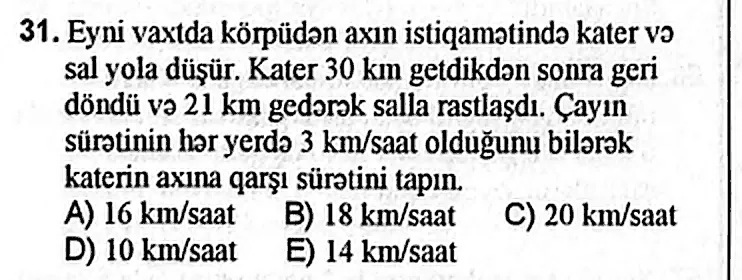 31. Eyni vaxtda körpüdən axın istiqamətində kater və
sal yola düşür. Kater 30 km getdikdən sonra geri
döndü və 21 km gedərək salla rastlaşdı. Çayın
sürətinin hər yerdə 3 km/saat olduğunu bilərək
katerin axına qarşı sürətini tapın.
A) 16 km/saat B) 18 km/saat C) 20 km/saat
D) 10 km/saat E) 14 km/saat